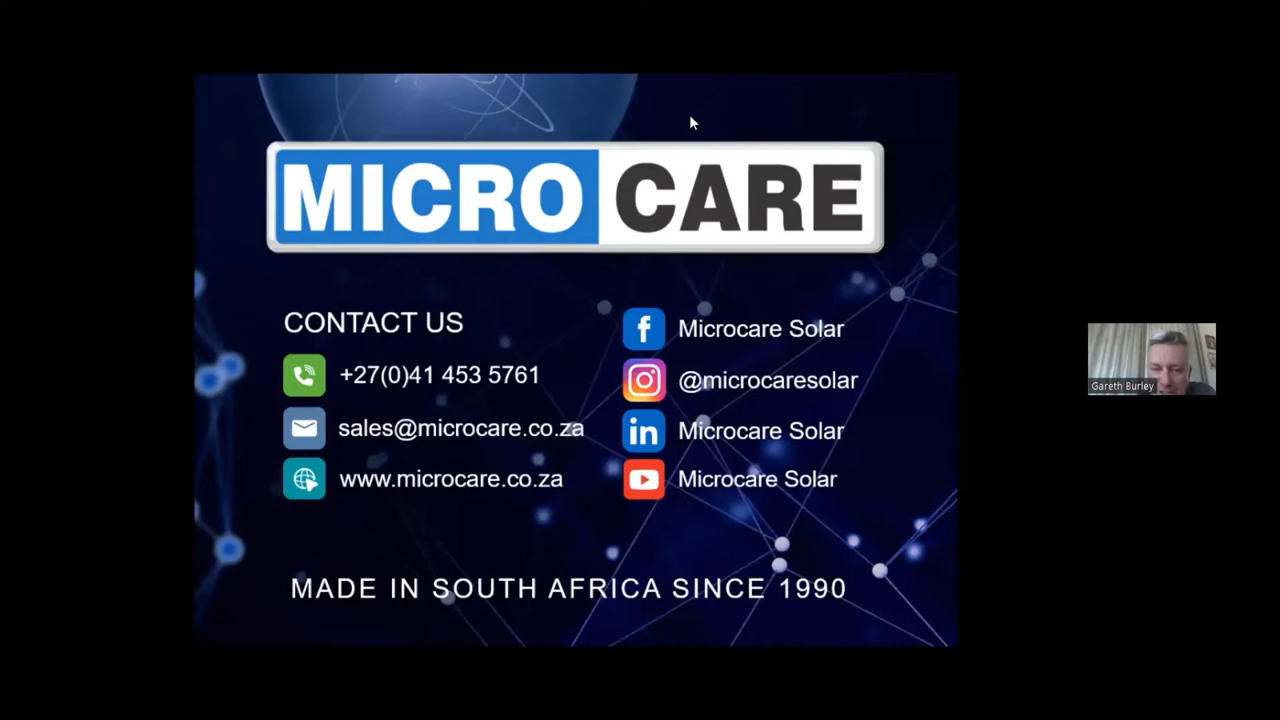 MICRO CARE
CONTACT US
+27(0)41 453 5761
sales@microcare.co.za
www.microcare.co.za
Microcare Solar
@microcaresolar
Microcare Solar
Microcare Solar
MADE IN SOUTH AFRICA SINCE 1990
Gareth Burley